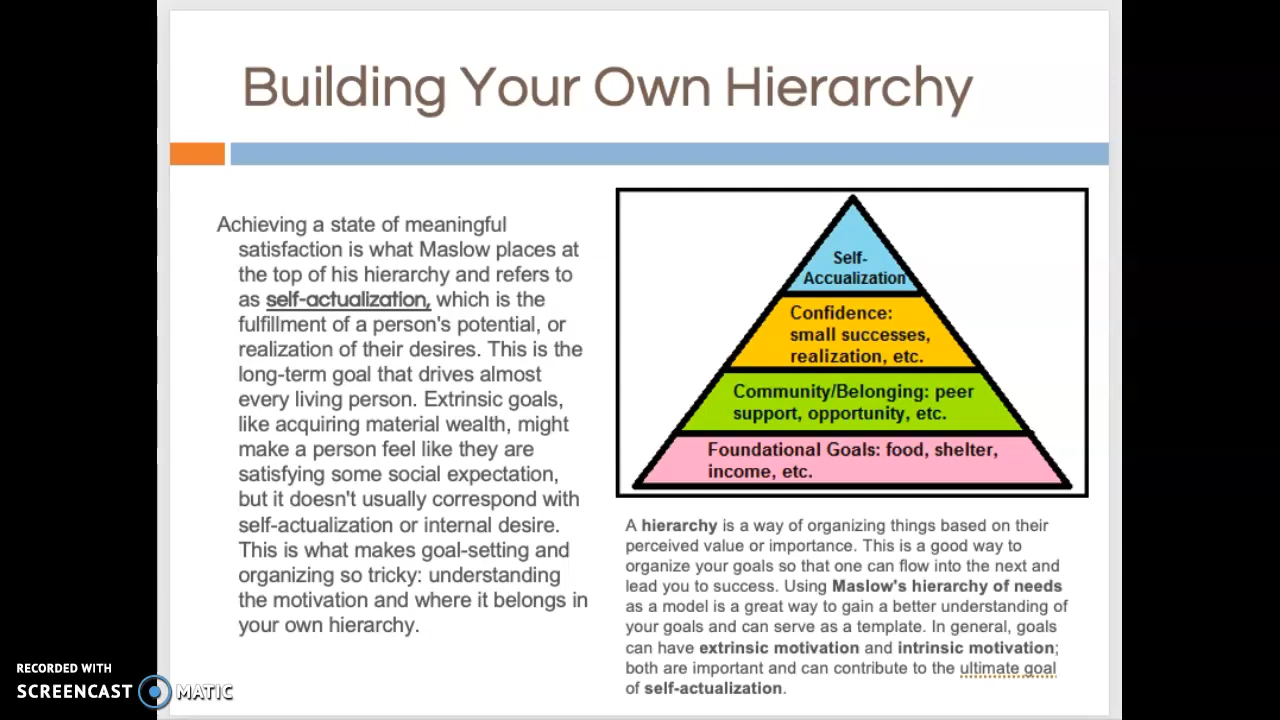 Building Your Own Hierarchy
Achieving a state of meaningful
satisfaction is what Maslow places at
the top of his hierarchy and refers to
as self-actualization, which is the
fulfillment of a person's potential, or
realization of their desires. This is the
long-term goal that drives almost
every living person. Extrinsic goals,
like acquiring material wealth, might
make a person feel like they are
satisfying some social expectation,
but it doesn't usually correspond with
self-actualization or internal desire.
This is what makes goal-setting and
organizing so tricky: understanding
the motivation and where it belongs in
your own hierarchy.
Self-
Accualization
Confidence:
small successes,
realization, etc.
Community/Belonging: peer
support, opportunity, etc.
Foundational Goals: food, shelter,
income, etc.
A hierarchy is a way of organizing things based on their
perceived value or importance. This is a good way to
organize your goals so that one can flow into the next and
lead you to success. Using Maslow's hierarchy of needs
as a model is a great way to gain a better understanding of
your goals and can serve as a template. In general, goals
can have extrinsic motivation and intrinsic motivation;
both are important and can contribute to the ultimate goal
of self-actualization.
RECORDED WITH
SCREENCAST MATIC